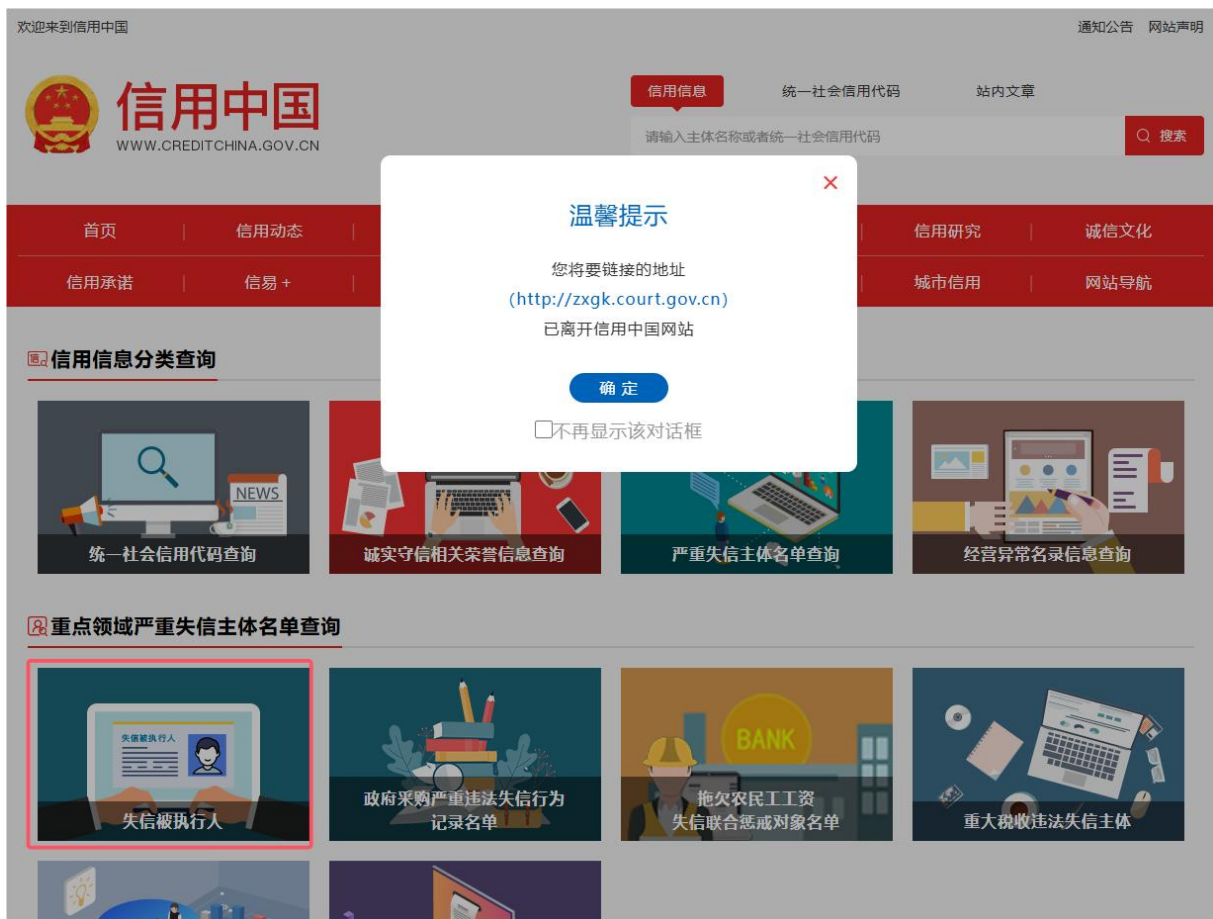 欢迎来到信用中国
通知公告 网站声明
信用中国
WWW.CREDITCHINA.GOV.CN
信用信息 统一社会信用代码 站内文章
请输入主体名称或者统一社会信用代码
搜索
温馨提示
您将要链接的地址
(http://zxgk.court.gov.cn)
已离开信用中国网站
确定
不再显示该对话框
首页 信用动态 信用研究 诚信文化
信用承诺 信易+ 城市信用 网站导航
信用信息分类查询
NEWS
统一社会信用代码查询
诚实守信相关荣誉信息查询
严重失信主体名单查询
经营异常名录信息查询
重点领域严重失信主体名单查询
失信被执行人
失信被执行人
政府采购严重违法失信行为
记录名单
BANK
拖欠农民工工资
失信联合惩戒对象名单
重大税收违法失信主体